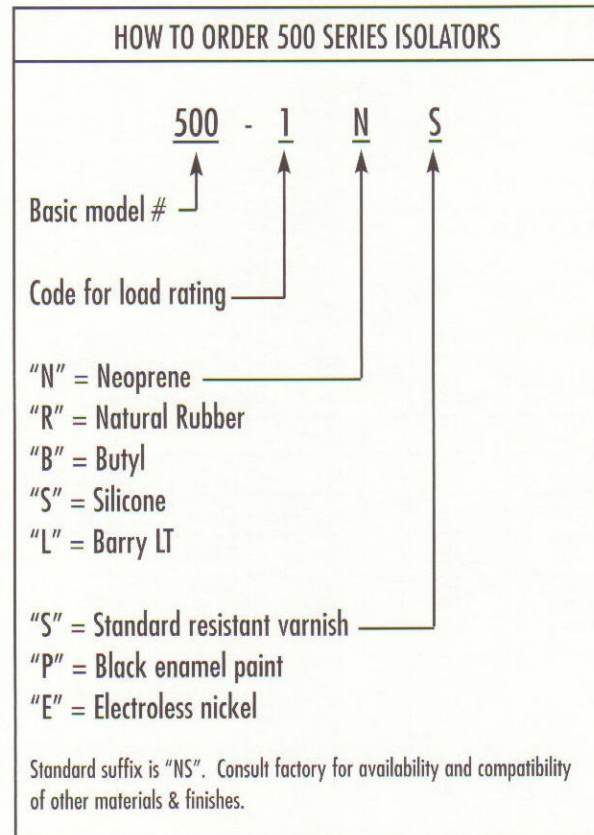 HOW TO ORDER 500 SERIES ISOLATORS
500 - 1 N S
Basic model #
Code for load rating
"N" = Neoprene
"R" = Natural Rubber
"B" = Butyl
"S" = Silicone
"L" = Barry LT
"S" = Standard resistant varnish
"P" = Black enamel paint
"E" = Electroless nickel
Standard suffix is "NS".  Consult factory for availability and compatibility
of other materials & finishes.